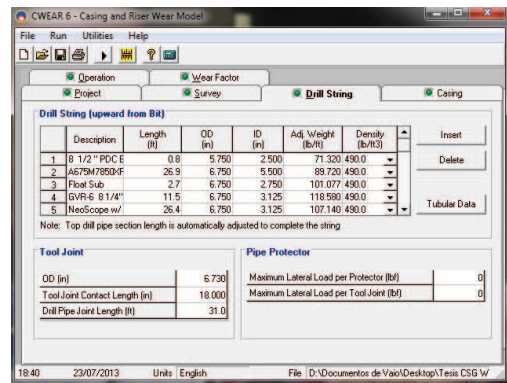 CWEAR 6 - Casing and Riser Wear Model
File Run Utilities Help
Operation Wear Factor
Project Survey Drill String Casing
Drill String (upward from Bit)
Description Length (ft) OD (in) ID (in) Adj. Weight (lb/ft) Density (lb/ft3)
1 8 1/2" PDC E 0.8 5.750 2.500 71.320 490.0
2 A675M7850XF 26.9 6.750 5.500 89.720 490.0
3 Float Sub 2.7 6.750 2.750 101.077 490.0
4 GVR-6 8 1/4" 11.5 6.750 3.125 118.580 490.0
5 NeoScope w/ 26.4 6.750 3.125 107.140 490.0
Insert
Delete
Tubular Data
Note: Top drill pipe section length is automatically adjusted to complete the string
Tool Joint
OD (in) 6.730
Tool Joint Contact Length (in) 18.000
Drill Pipe Joint Length (ft) 31.0
Pipe Protector
Maximum Lateral Load per Protector (lbf) 0
Maximum Lateral Load per Tool Joint (lbf) 0
18:40 23/07/2013 Units English File D:\Documentos de Vaio\Desktop\Tesis CSG W